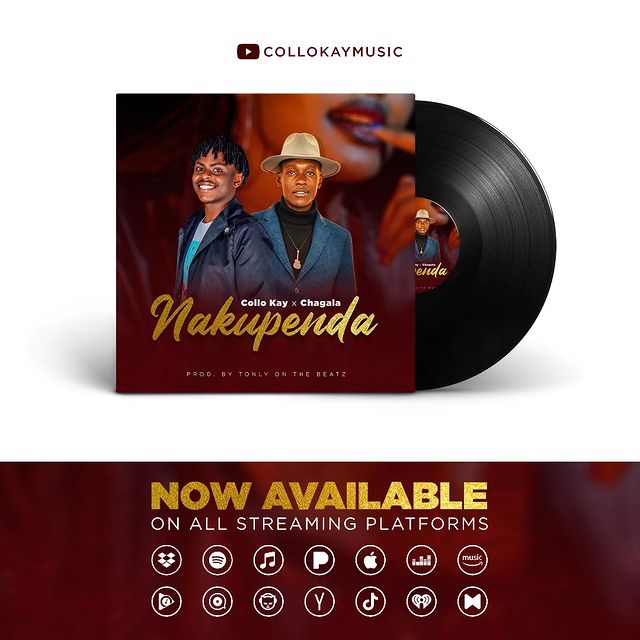 COLLOKAYMUSIC
Collo Kay x Chagala
Nakupenda
PROD. BY TONLY ON THE BEATZ
NOW AVAILABLE
ON ALL STREAMING PLATFORMS
music